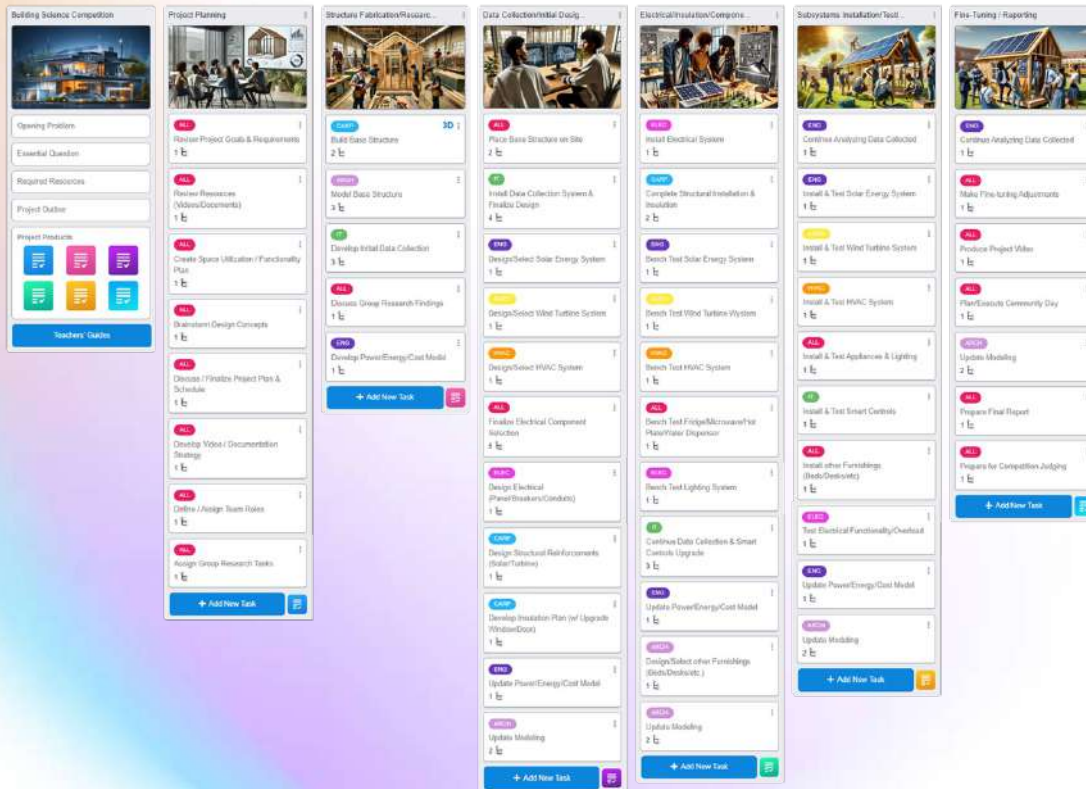 Building Science Competition
Opening Problem
Essential Question
Required Resources
Project Outline
Project Products
Teachers' Guides
Project Planning
ALL
Review Project Goals & Requirements
1
ALL
Review Resources
(Videos/Documents)
1
ALL
Create Space Utilization / Functionality
Plan
1
ALL
Brainstorm Design Concepts
1
ALL
Discuss / Finalize Project Plan &
Schedule
1
ALL
Develop Video / Documentation
Strategy
1
ALL
Define / Assign Team Roles
1
ALL
Assign Group Research Tasks
1
+ Add New Task
Structure Fabrication/Researc...
CARP
3D
Build Base Structure
2
ARCH
Model Base Structure
3
IT
Develop Initial Data Collection
3
ALL
Discuss Group Research Findings
1
ENG
Develop Power/Energy/Cost Model
1
+ Add New Task
Data Collection/Initial Desig...
ALL
Place Base Structure on Site
2
IT
Install Data Collection System &
Finalize Design
4
ENG
Design/Select Solar Energy System
1
Design/Select Wind Turbine System
1
HVAC
Design/Select HVAC System
1
ALL
Finalize Electrical Component
Selection
5
ELEC
Design Electrical
(Panel/Breakers/Conduits)
1
CARP
Design Structural Reinforcements
(Solar/Turbine)
1
CARP
Develop Insulation Plan (w/ Upgrade
Window/Door)
1
ENG
Update Power/Energy/Cost Model
1
ARCH
Update Modeling
2
+ Add New Task
Electrical/Insulation/Compone...
ELEC
Install Electrical System
1
CARP
Complete Structural Installation &
Insulation
2
ENG
Bench Test Solar Energy System
1
Bench Test Wind Turbine Wystem
1
HVAC
Bench Test HVAC System
1
ALL
Bench Test Fridge/Microwave/Hot
Plate/Water Dispenser
1
ELEC
Bench Test Lighting System
1
IT
Continue Data Collection & Smart
Controls Upgrade
3
ENG
Update Power/Energy/Cost Model
1
ARCH
Design/Select other Furnishings
(Beds/Desks/etc.)
1
ARCH
Update Modeling
2
+ Add New Task
Subsystems Installation/Testi...
ENG
Continue Analyzing Data Collected
1
ENG
Install & Test Solar Energy System
1
Install & Test Wind Turbine System
1
HVAC
Install & Test HVAC System
1
ALL
Install & Test Appliances & Lighting
1
IT
Install & Test Smart Controls
1
ALL
Install other Furnishings
(Beds/Desks/etc)
1
ELEC
Test Electrical Functionality/Overload
1
ENG
Update Power/Energy/Cost Model
1
ARCH
Update Modeling
2
+ Add New Task
Fine-Tuning / Reporting
ENG
Continue Analyzing Data Collected
1
ALL
Make Fine-tuning Adjustments
1
ALL
Produce Project Video
1
ALL
Plan/Execute Community Day
1
ARCH
Update Modeling
2
ALL
Prepare Final Report
1
ALL
Prepare for Competition Judging
1
+ Add New Task